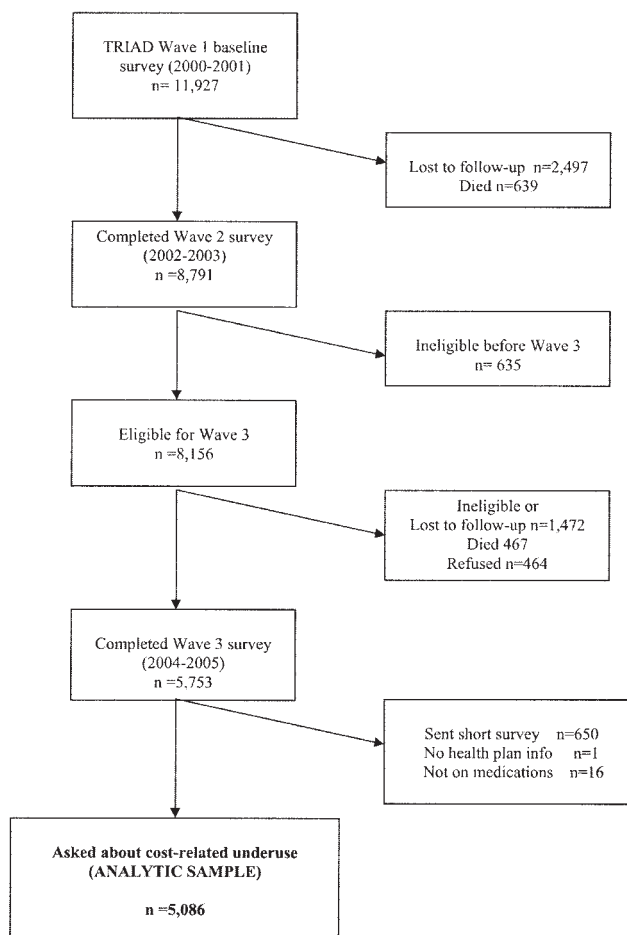 TRIAD Wave 1 baseline
survey (2000-2001)
n= 11,927
Lost to follow-up n=2,497
Died n=639
Completed Wave 2 survey
(2002-2003)
n =8,791
Ineligible before Wave 3
n= 635
Eligible for Wave 3
n =8,156
Ineligible or
Lost to follow-up n=1,472
Died 467
Refused n=464
Completed Wave 3 survey
(2004-2005)
n =5,753
Sent short survey n=650
No health plan info n=1
Not on medications n=16
Asked about cost-related underuse
(ANALYTIC SAMPLE)
n =5,086